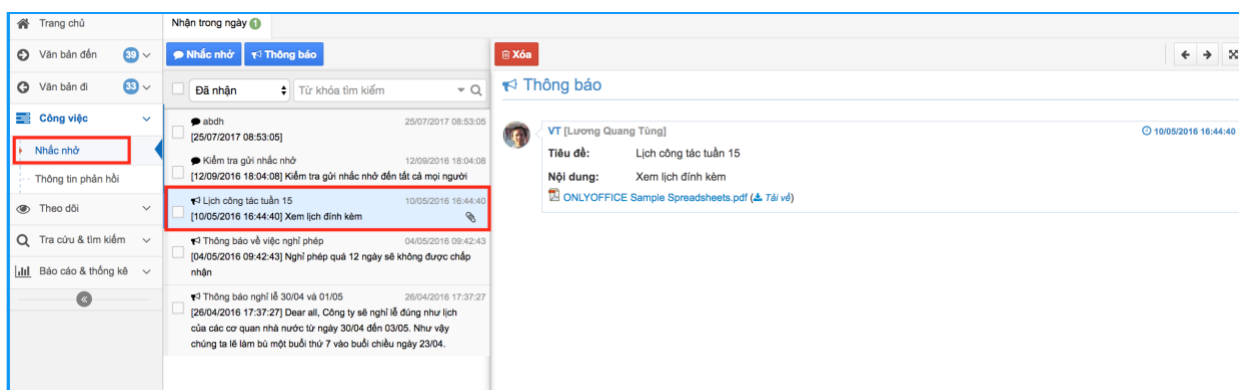 Trang chủ
Văn bản đến 39
Văn bản đi 33
Công việc
Nhắc nhở
Thông tin phản hồi
Theo dõi
Tra cứu & tìm kiếm
Báo cáo & thống kê
Nhận trong ngày 1
Nhắc nhở Thông báo
Đã nhận Từ khóa tìm kiếm
abdh 25/07/2017 08:53:05
[25/07/2017 08:53:05]
Kiểm tra gửi nhắc nhở 12/09/2016 18:04:08
[12/09/2016 18:04:08] Kiểm tra gửi nhắc nhở đến tất cả mọi người
Lịch công tác tuần 15 10/05/2016 16:44:40
[10/05/2016 16:44:40] Xem lịch đính kèm
Thông báo về việc nghỉ phép 04/05/2016 09:42:43
[04/05/2016 09:42:43] Nghỉ phép quá 12 ngày sẽ không được chấp
nhận
Thông báo nghỉ lễ 30/04 và 01/05 26/04/2016 17:37:27
[26/04/2016 17:37:27] Dear all, Công ty sẽ nghỉ lễ đúng như lịch
của các cơ quan nhà nước từ ngày 30/04 đến 03/05. Như vậy
chúng ta lẽ làm bù một buổi thứ 7 vào buổi chiều ngày 23/04.
Xóa
Thông báo
VT [Lương Quang Tùng] 10/05/2016 16:44:40
Tiêu đề: Lịch công tác tuần 15
Nội dung: Xem lịch đính kèm
ONLYOFFICE Sample Spreadsheets.pdf (Tải về)